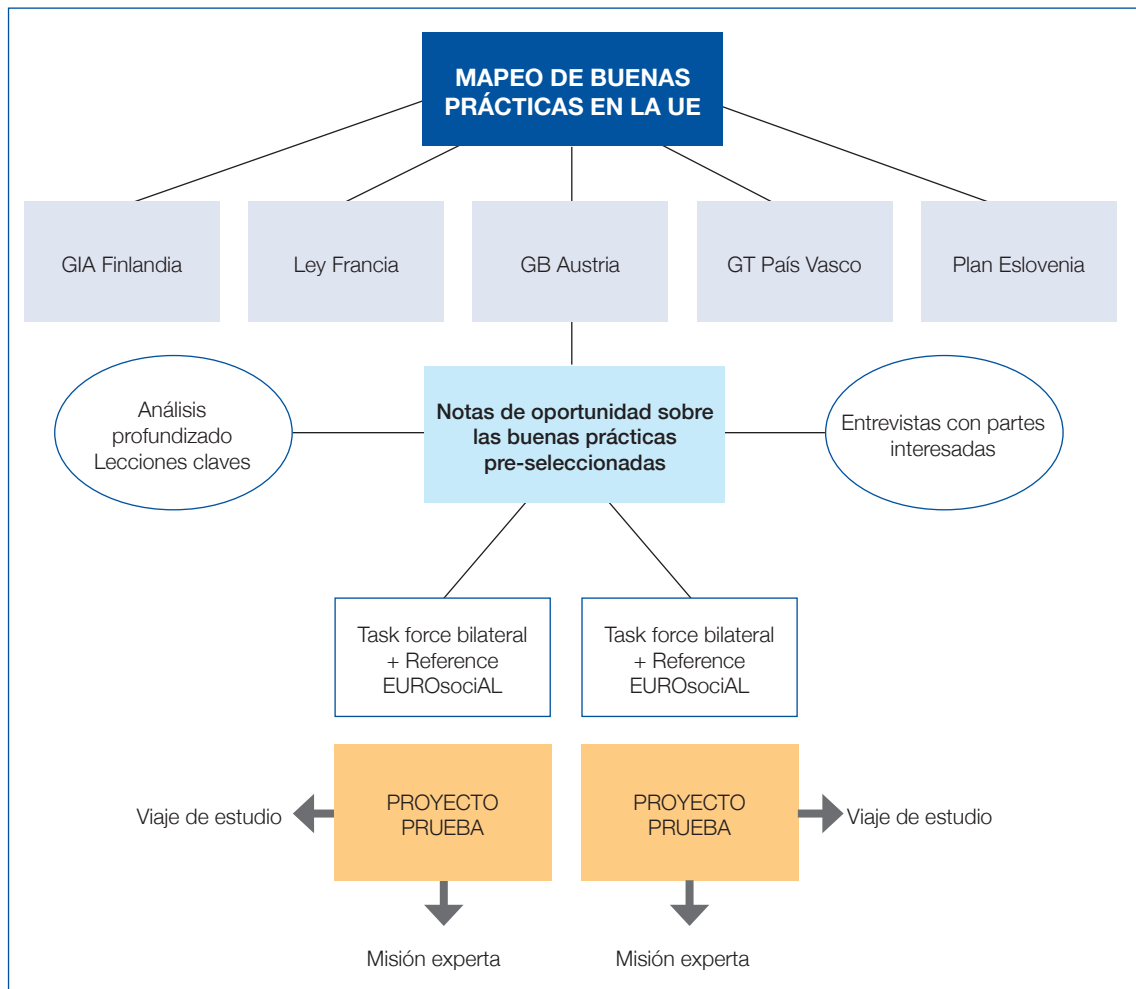 MAPEO DE BUENAS
PRÁCTICAS EN LA UE
GIA Finlandia
Ley Francia
GB Austria
GT País Vasco
Plan Eslovenia
Análisis
profundizado
Lecciones claves
Notas de oportunidad sobre
las buenas prácticas
pre-seleccionadas
Entrevistas con partes
interesadas
Task force bilateral
+ Reference
EUROsociAL
Task force bilateral
+ Reference
EUROsociAL
Viaje de estudio
PROYECTO
PRUEBA
PROYECTO
PRUEBA
Viaje de estudio
Misión experta
Misión experta